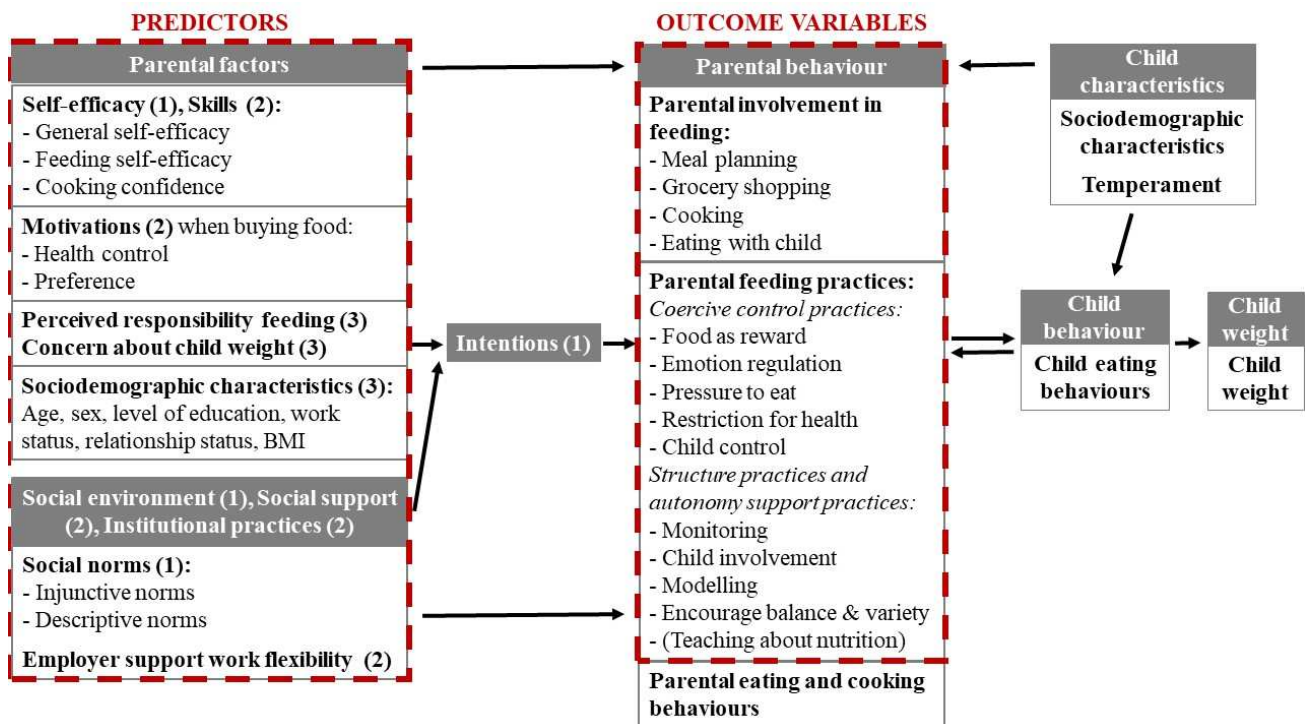 PREDICTORS
Parental factors
Self-efficacy (1), Skills (2):
- General self-efficacy
- Feeding self-efficacy
- Cooking confidence
Motivations (2) when buying food:
- Health control
- Preference
Perceived responsibility feeding (3)
Concern about child weight (3)
Sociodemographic characteristics (3):
Age, sex, level of education, work
status, relationship status, BMI
Social environment (1), Social support
(2), Institutional practices (2)
Social norms (1):
- Injunctive norms
- Descriptive norms
Employer support work flexibility (2)
Intentions (1)
OUTCOME VARIABLES
Parental behaviour
Parental involvement in
feeding:
- Meal planning
- Grocery shopping
- Cooking
- Eating with child
Parental feeding practices:
Coercive control practices:
- Food as reward
- Emotion regulation
- Pressure to eat
- Restriction for health
- Child control
Structure practices and
autonomy support practices:
- Monitoring
- Child involvement
- Modelling
- Encourage balance & variety
- (Teaching about nutrition)
Parental eating and cooking
behaviours
Child
characteristics
Sociodemographic
characteristics
Temperament
Child
behaviour
Child eating
behaviours
Child
weight
Child
weight